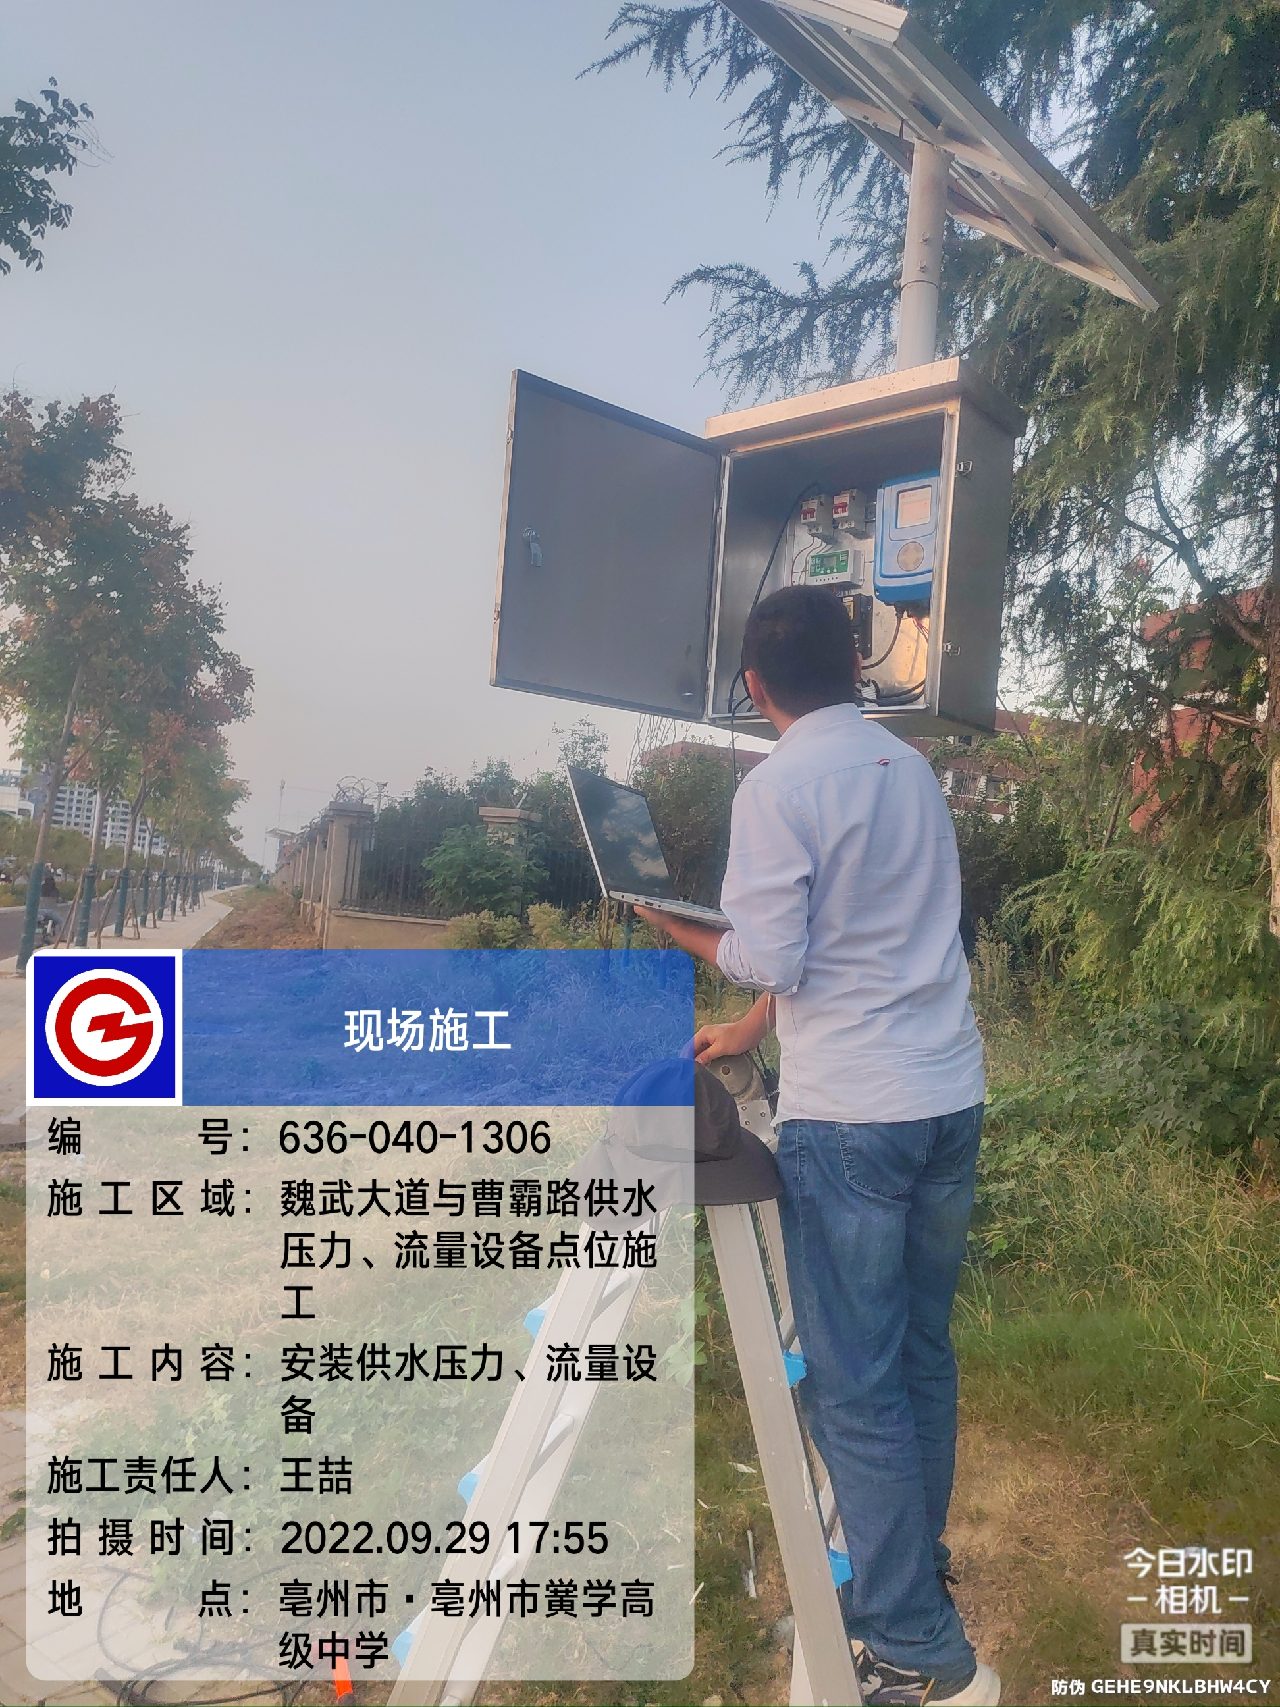 现场施工
编号：636-040-1306
施工区域：魏武大道与曹霸路供水
压力、流量设备点位施
工
施工内容：安装供水压力、流量设
备
施工责任人：王喆
拍摄时间：2022.09.29 17:55
地点：亳州市·亳州市黉学高
级中学
今日水印
相机
真实时间
防伪 GEHE9NKLBHW4CY